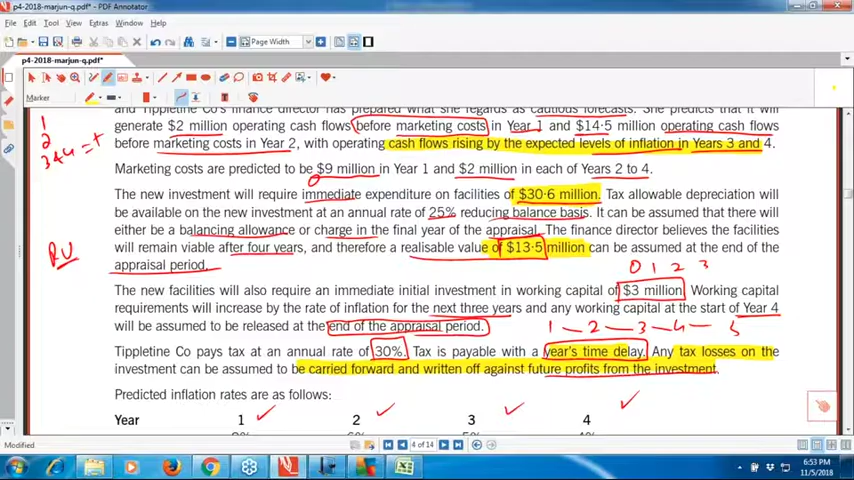 p4-2018-marjun-q.pdf* - PDF Annotator
File Edit View Insert Tools Extras Window Help
Page Width
p4-2018-marjun-q.pdf*
Marker
and Tippletine Co's finance director has prepared what she regards as cautious forecasts. She predicts that it will
generate $2 million operating cash flows before marketing costs in Year 1 and $14·5 million operating cash flows
before marketing costs in Year 2, with operating cash flows rising by the expected levels of inflation in Years 3 and 4.
1
2
3&4 = +
Marketing costs are predicted to be $9 million in Year 1 and $2 million in each of Years 2 to 4.
The new investment will require immediate expenditure on facilities of $30·6 million. Tax allowable depreciation will
be available on the new investment at an annual rate of 25% reducing balance basis. It can be assumed that there will
either be a balancing allowance or charge in the final year of the appraisal. The finance director believes the facilities
will remain viable after four years, and therefore a realisable value of $13·5 million can be assumed at the end of the
appraisal period.
RV
0 1 2 3
The new facilities will also require an immediate initial investment in working capital of $3 million. Working capital
requirements will increase by the rate of inflation for the next three years and any working capital at the start of Year 4
will be assumed to be released at the end of the appraisal period.
1 — 2 — 3 — 4 — 5
Tippletine Co pays tax at an annual rate of 30%. Tax is payable with a year's time delay. Any tax losses on the
investment can be assumed to be carried forward and written off against future profits from the investment.
Predicted inflation rates are as follows:
Year 1 2 3 4
Modified
4 of 14
6:53 PM
11/5/2018